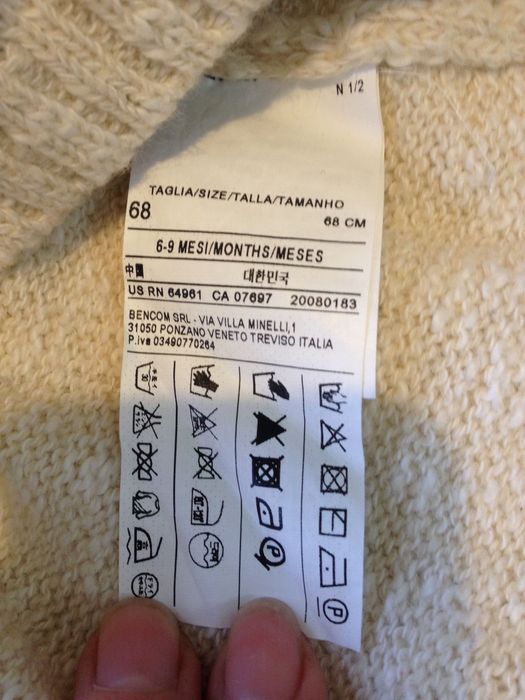 N 1/2
TAGLIA/SIZE/TALLA/TAMANHO
68 68 CM
6-9 MESI/MONTHS/MESES
中國 대한민국
US RN 64961 CA 07697 20080183
BENCOM SRL - VIA VILLA MINELLI,1
31050 PONZANO VENETO TREVISO ITALIA
P.iva 03490770264
P